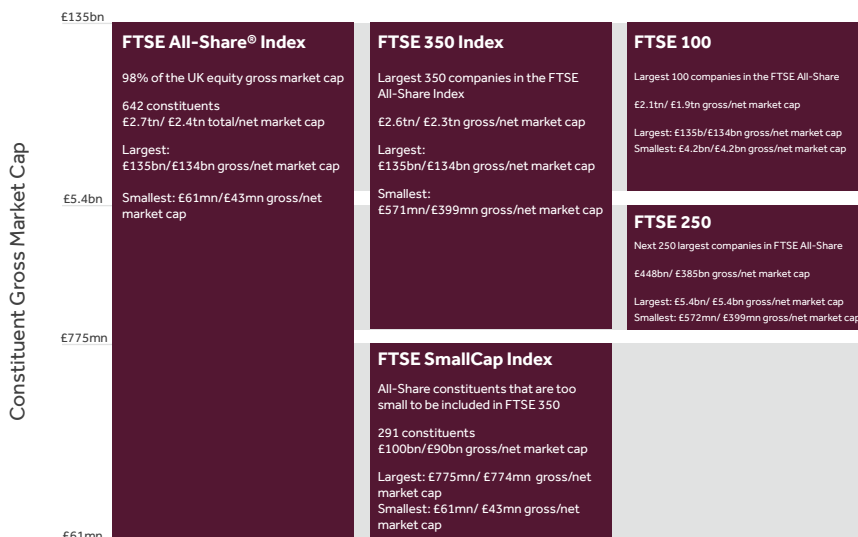 £135bn
£5.4bn
£775mn
£61mn
Constituent Gross Market Cap
FTSE All-Share® Index
98% of the UK equity gross market cap
642 constituents
£2.7tn/ £2.4tn total/net market cap
Largest:
£135bn/£134bn gross/net market cap
Smallest: £61mn/£43mn gross/net
market cap
FTSE 350 Index
Largest 350 companies in the FTSE
All-Share Index
£2.6tn/ £2.3tn gross/net market cap
Largest:
£135bn/£134bn gross/net market cap
Smallest:
£571mn/£399mn gross/net market cap
FTSE 100
Largest 100 companies in the FTSE All-Share
£2.1tn/ £1.9tn gross/net market cap
Largest: £135b/£134bn gross/net market cap
Smallest: £4.2bn/£4.2bn gross/net market cap
FTSE 250
Next 250 largest companies in FTSE All-Share
£448bn/ £385bn gross/net market cap
Largest: £5.4bn/ £5.4bn gross/net market cap
Smallest: £572mn/ £399mn gross/net market cap
FTSE SmallCap Index
All-Share constituents that are too
small to be included in FTSE 350
291 constituents
£100bn/£90bn gross/net market cap
Largest: £775mn/ £774mn gross/net
market cap
Smallest: £61mn/ £43mn gross/net
market cap